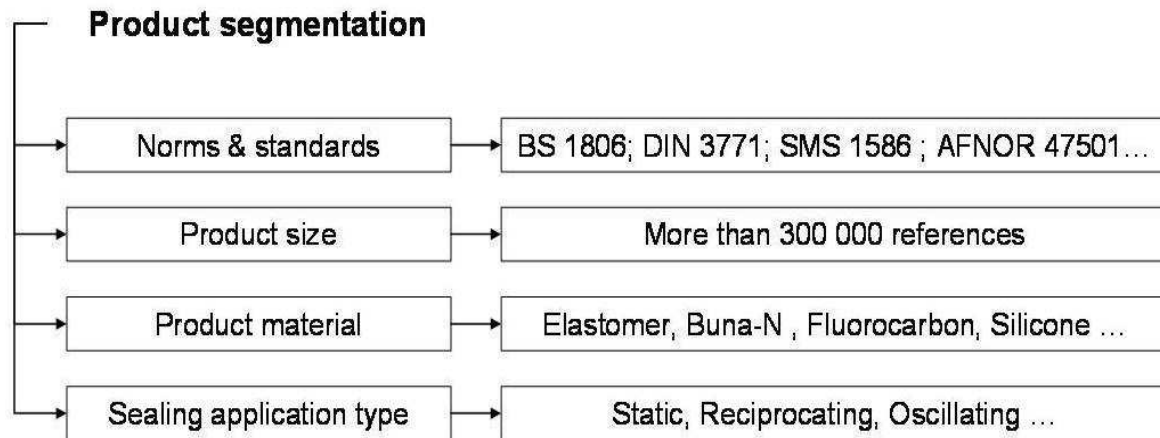 Product segmentation
Norms & standards
BS 1806; DIN 3771; SMS 1586 ; AFNOR 47501...
Product size
More than 300 000 references
Product material
Elastomer, Buna-N , Fluorocarbon, Silicone ...
Sealing application type
Static, Reciprocating, Oscillating ...